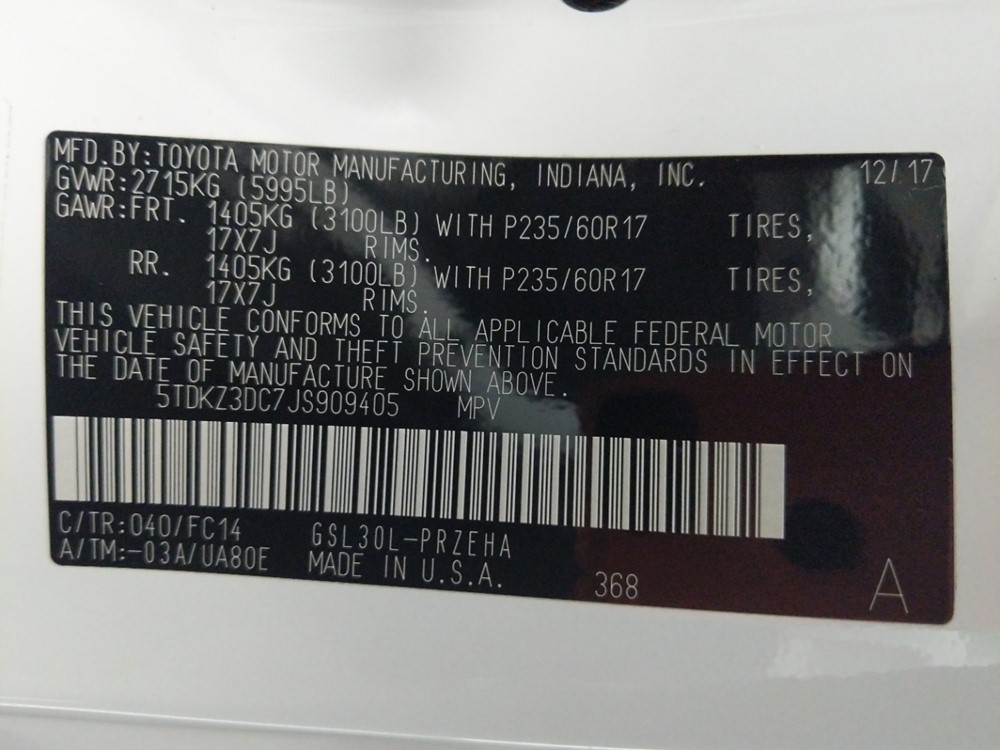 MFD.BY:TOYOTA MOTOR MANUFACTURING, INDIANA, INC. 12/17
GVWR:2715KG (5995LB)
GAWR:FRT. 1405KG (3100LB) WITH P235/60R17 TIRES,
17X7J RIMS.
RR. 1405KG (3100LB) WITH P235/60R17 TIRES,
17X7J RIMS.
THIS VEHICLE CONFORMS TO ALL APPLICABLE FEDERAL MOTOR
VEHICLE SAFETY AND THEFT PREVENTION STANDARDS IN EFFECT ON
THE DATE OF MANUFACTURE SHOWN ABOVE.
5TDKZ3DC7JS909405 MPV
C/TR:040/FC14 GSL30L-PRZEHA
A/TM:-03A/UA80E MADE IN U.S.A. 368 A